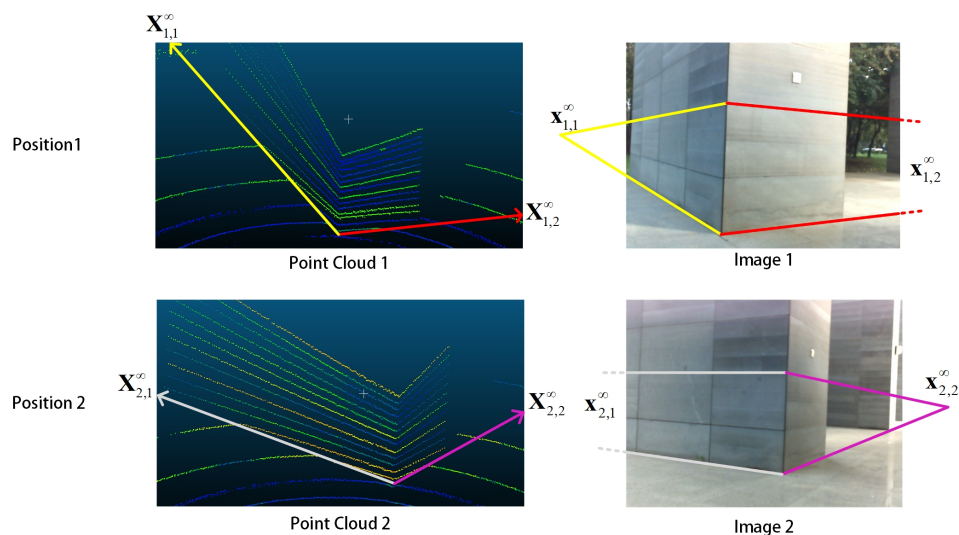 X∞1,1
Position1
x∞1,1
x∞1,2
X∞1,2
Point Cloud 1
Image 1
X∞2,1
Position 2
X∞2,2
x∞2,1
x∞2,2
Point Cloud 2
Image 2